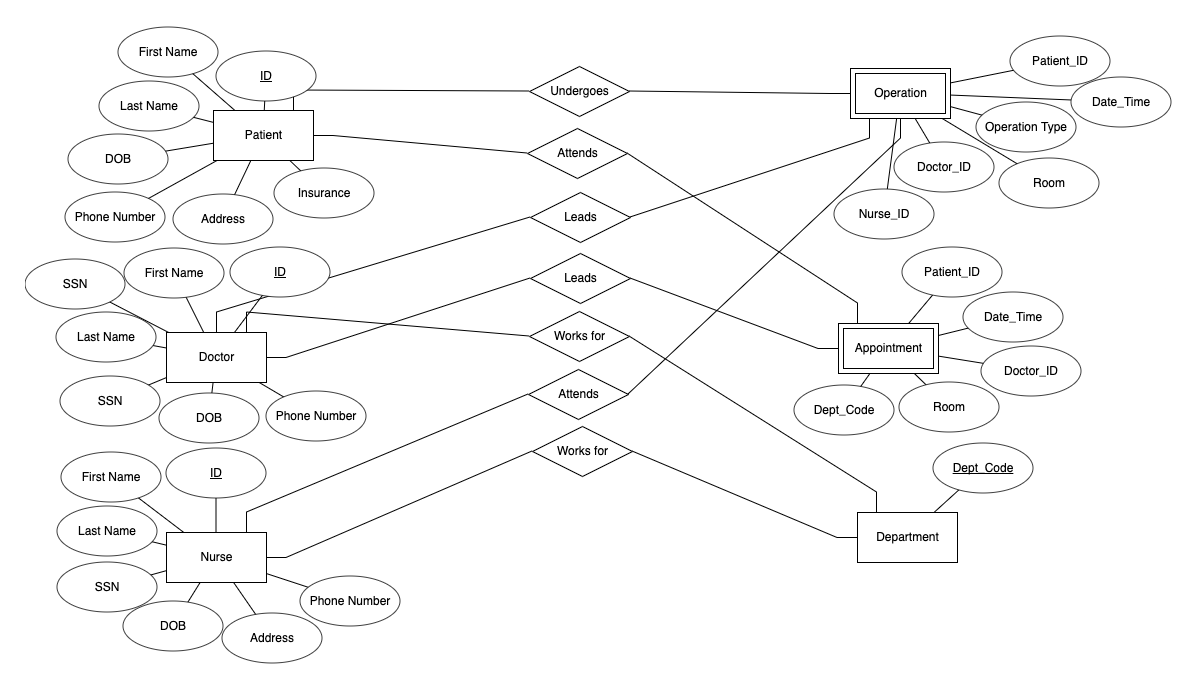 First Name
ID
Last Name
Patient
DOB
Phone Number
Address
Insurance
Undergoes
Operation
Patient_ID
Date_Time
Operation Type
Doctor_ID
Room
Nurse_ID
Attends
Leads
SSN
First Name
ID
Last Name
Doctor
SSN
DOB
Phone Number
Leads
Works for
Attends
Works for
Patient_ID
Date_Time
Appointment
Doctor_ID
Dept_Code
Room
First Name
ID
Last Name
Nurse
SSN
DOB
Address
Phone Number
Dept_Code
Department